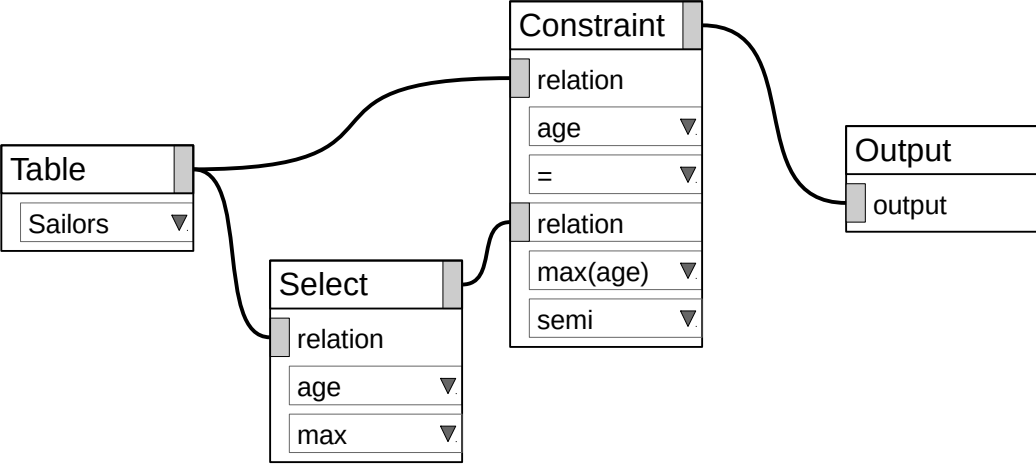 Table
Sailors
Select
relation
age
max
Constraint
relation
age
=
relation
max(age)
semi
Output
output